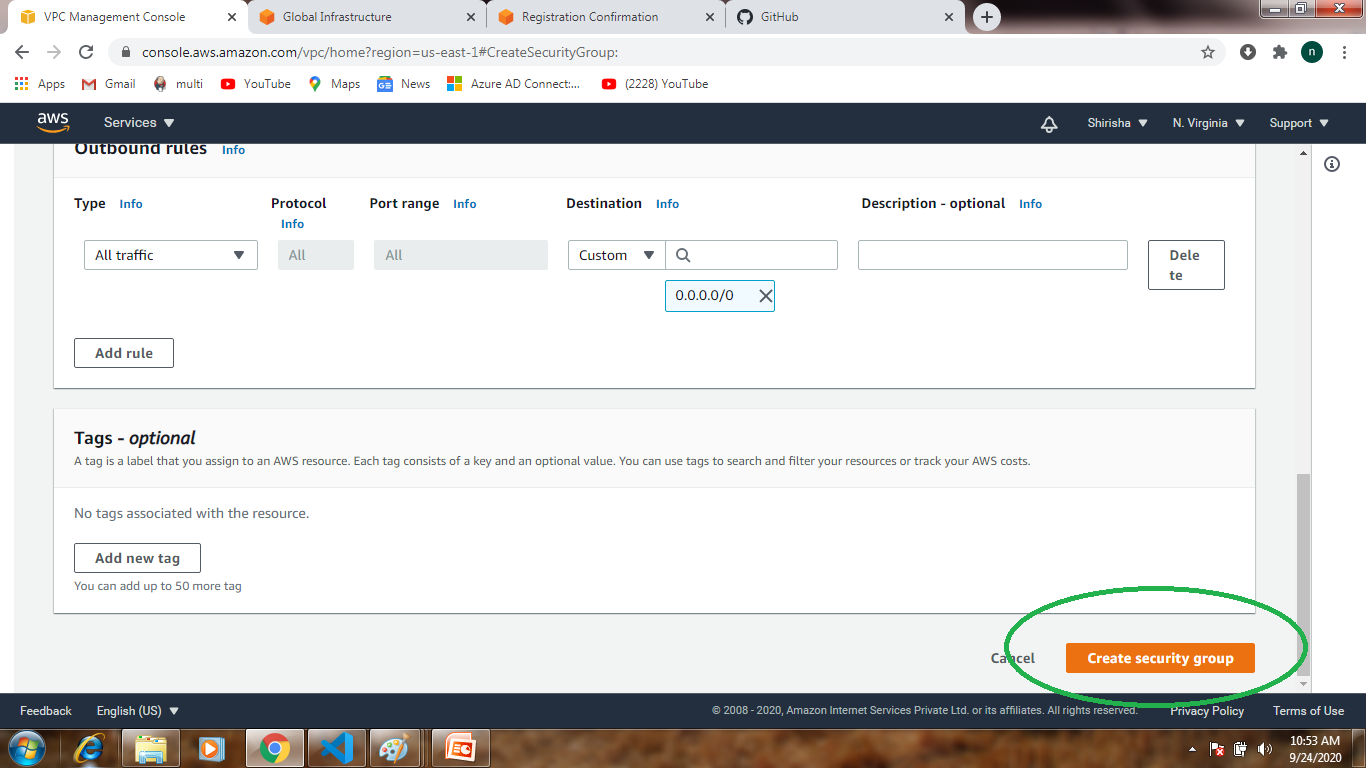 VPC Management Console
Global Infrastructure
Registration Confirmation
GitHub
console.aws.amazon.com/vpc/home?region=us-east-1#CreateSecurityGroup:
n
Apps Gmail multi YouTube Maps News Azure AD Connect:... (2228) YouTube
aws Services Shirisha N. Virginia Support
Outbound rules Info
Type Info Protocol Info Port range Info Destination Info Description - optional Info
All traffic All All Custom Dele
te
0.0.0.0/0
Add rule
Tags - optional
A tag is a label that you assign to an AWS resource. Each tag consists of a key and an optional value. You can use tags to search and filter your resources or track your AWS costs.
No tags associated with the resource.
Add new tag
You can add up to 50 more tag
Cancel Create security group
Feedback English (US) © 2008 - 2020, Amazon Internet Services Private Ltd. or its affiliates. All rights reserved. Privacy Policy Terms of Use
10:53 AM
9/24/2020